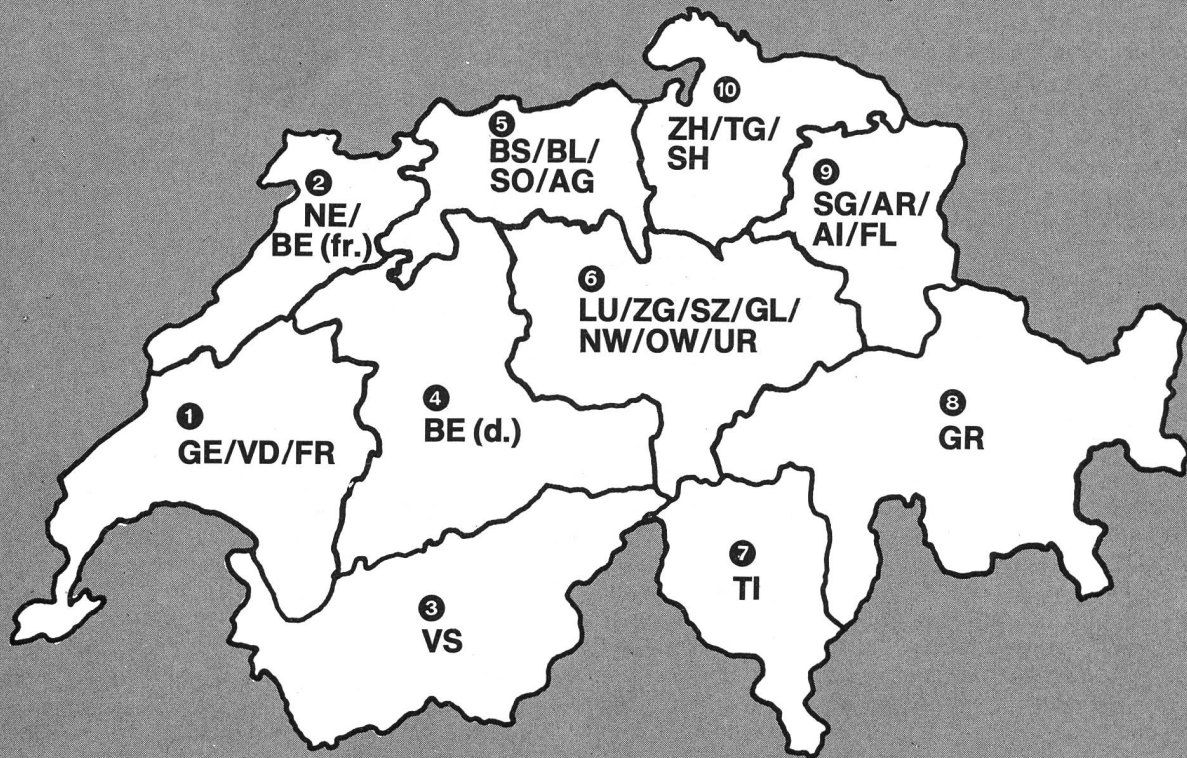 1
GE/VD/FR
2
NE/
BE (fr.)
3
VS
4
BE (d.)
5
BS/BL/
SO/AG
6
LU/ZG/SZ/GL/
NW/OW/UR
7
TI
8
GR
9
SG/AR/
AI/FL
10
ZH/TG/
SH